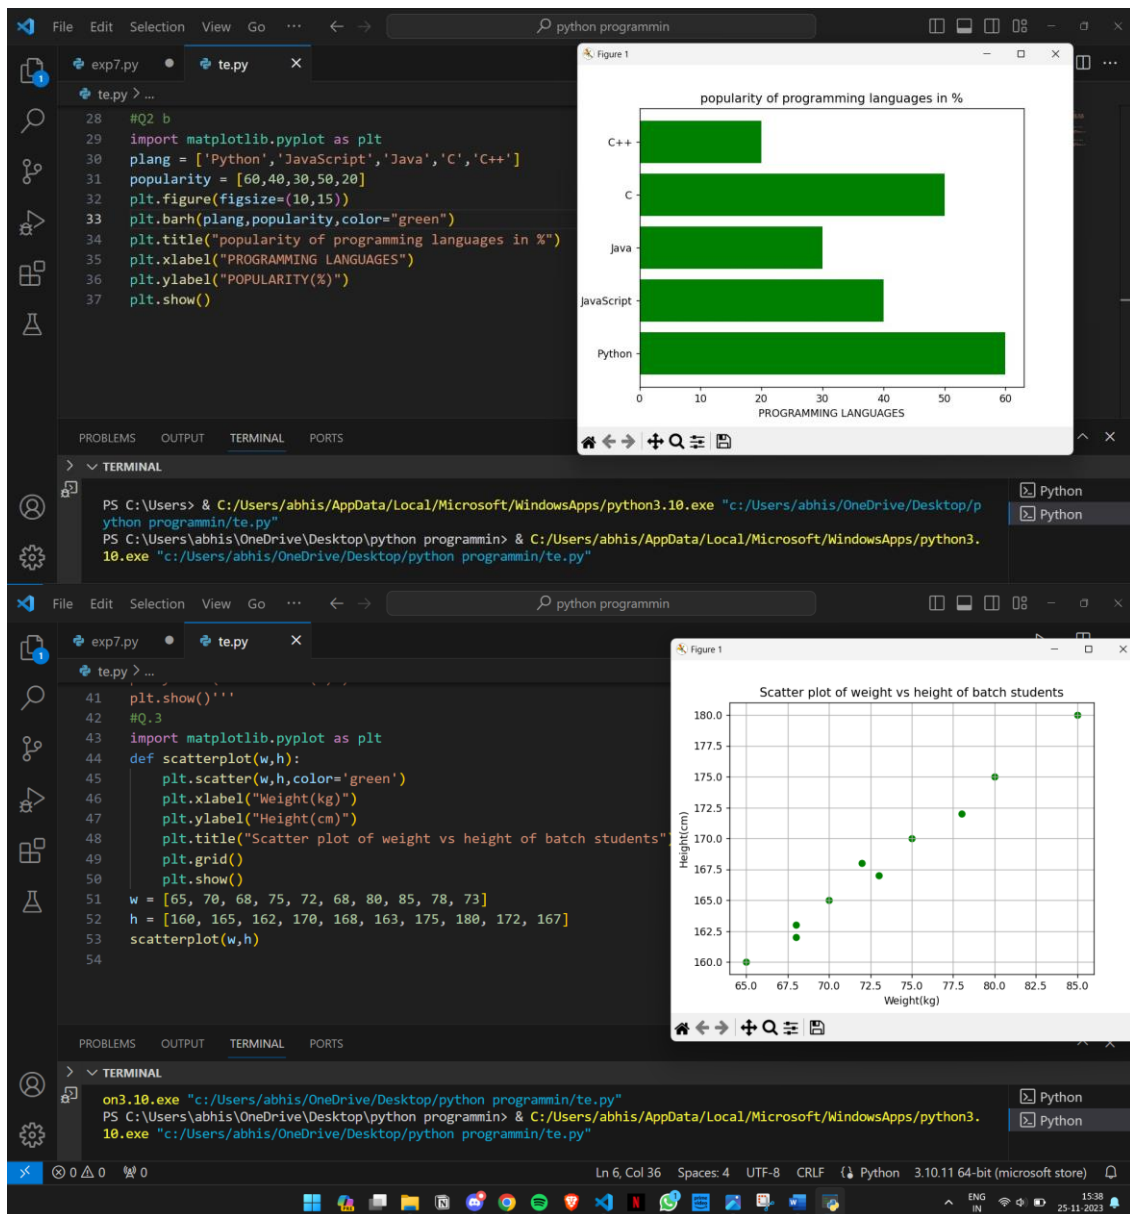 File Edit Selection View Go ··· python programmin
exp7.py te.py
te.py > ...
28 #Q2 b
29 import matplotlib.pyplot as plt
30 plang = ['Python','JavaScript','Java','C','C++']
31 popularity = [60,40,30,50,20]
32 plt.figure(figsize=(10,15))
33 plt.barh(plang,popularity,color="green")
34 plt.title("popularity of programming languages in %")
35 plt.xlabel("PROGRAMMING LANGUAGES")
36 plt.ylabel("POPULARITY(%)")
37 plt.show()
Figure 1
popularity of programming languages in %
C++
C
Java
JavaScript
Python
0 10 20 30 40 50 60
PROGRAMMING LANGUAGES
PROBLEMS OUTPUT TERMINAL PORTS
TERMINAL
PS C:\Users> & C:/Users/abhis/AppData/Local/Microsoft/WindowsApps/python3.10.exe "c:/Users/abhis/OneDrive/Desktop/p
ython programmin/te.py"
PS C:\Users\abhis\OneDrive\Desktop\python programmin> & C:/Users/abhis/AppData/Local/Microsoft/WindowsApps/python3.
10.exe "c:/Users/abhis/OneDrive/Desktop/python programmin/te.py"
Python
Python
1
File Edit Selection View Go ··· python programmin
exp7.py te.py
te.py > ...
41 plt.show()'''
42 #Q.3
43 import matplotlib.pyplot as plt
44 def scatterplot(w,h):
45 plt.scatter(w,h,color='green')
46 plt.xlabel("Weight(kg)")
47 plt.ylabel("Height(cm)")
48 plt.title("Scatter plot of weight vs height of batch students")
49 plt.grid()
50 plt.show()
51 w = [65, 70, 68, 75, 72, 68, 80, 85, 78, 73]
52 h = [160, 165, 162, 170, 168, 163, 175, 180, 172, 167]
53 scatterplot(w,h)
54
Figure 1
Scatter plot of weight vs height of batch students
180.0
177.5
175.0
172.5
170.0
167.5
165.0
162.5
160.0
Height(cm)
65.0 67.5 70.0 72.5 75.0 77.5 80.0 82.5 85.0
Weight(kg)
PROBLEMS OUTPUT TERMINAL PORTS
TERMINAL
on3.10.exe "c:/Users/abhis/OneDrive/Desktop/python programmin/te.py"
PS C:\Users\abhis\OneDrive\Desktop\python programmin> & C:/Users/abhis/AppData/Local/Microsoft/WindowsApps/python3.
10.exe "c:/Users/abhis/OneDrive/Desktop/python programmin/te.py"
Python
Python
1
0 0 0 Ln 6, Col 36 Spaces: 4 UTF-8 CRLF Python 3.10.11 64-bit (microsoft store)
ENG
IN
15:38
25-11-2023